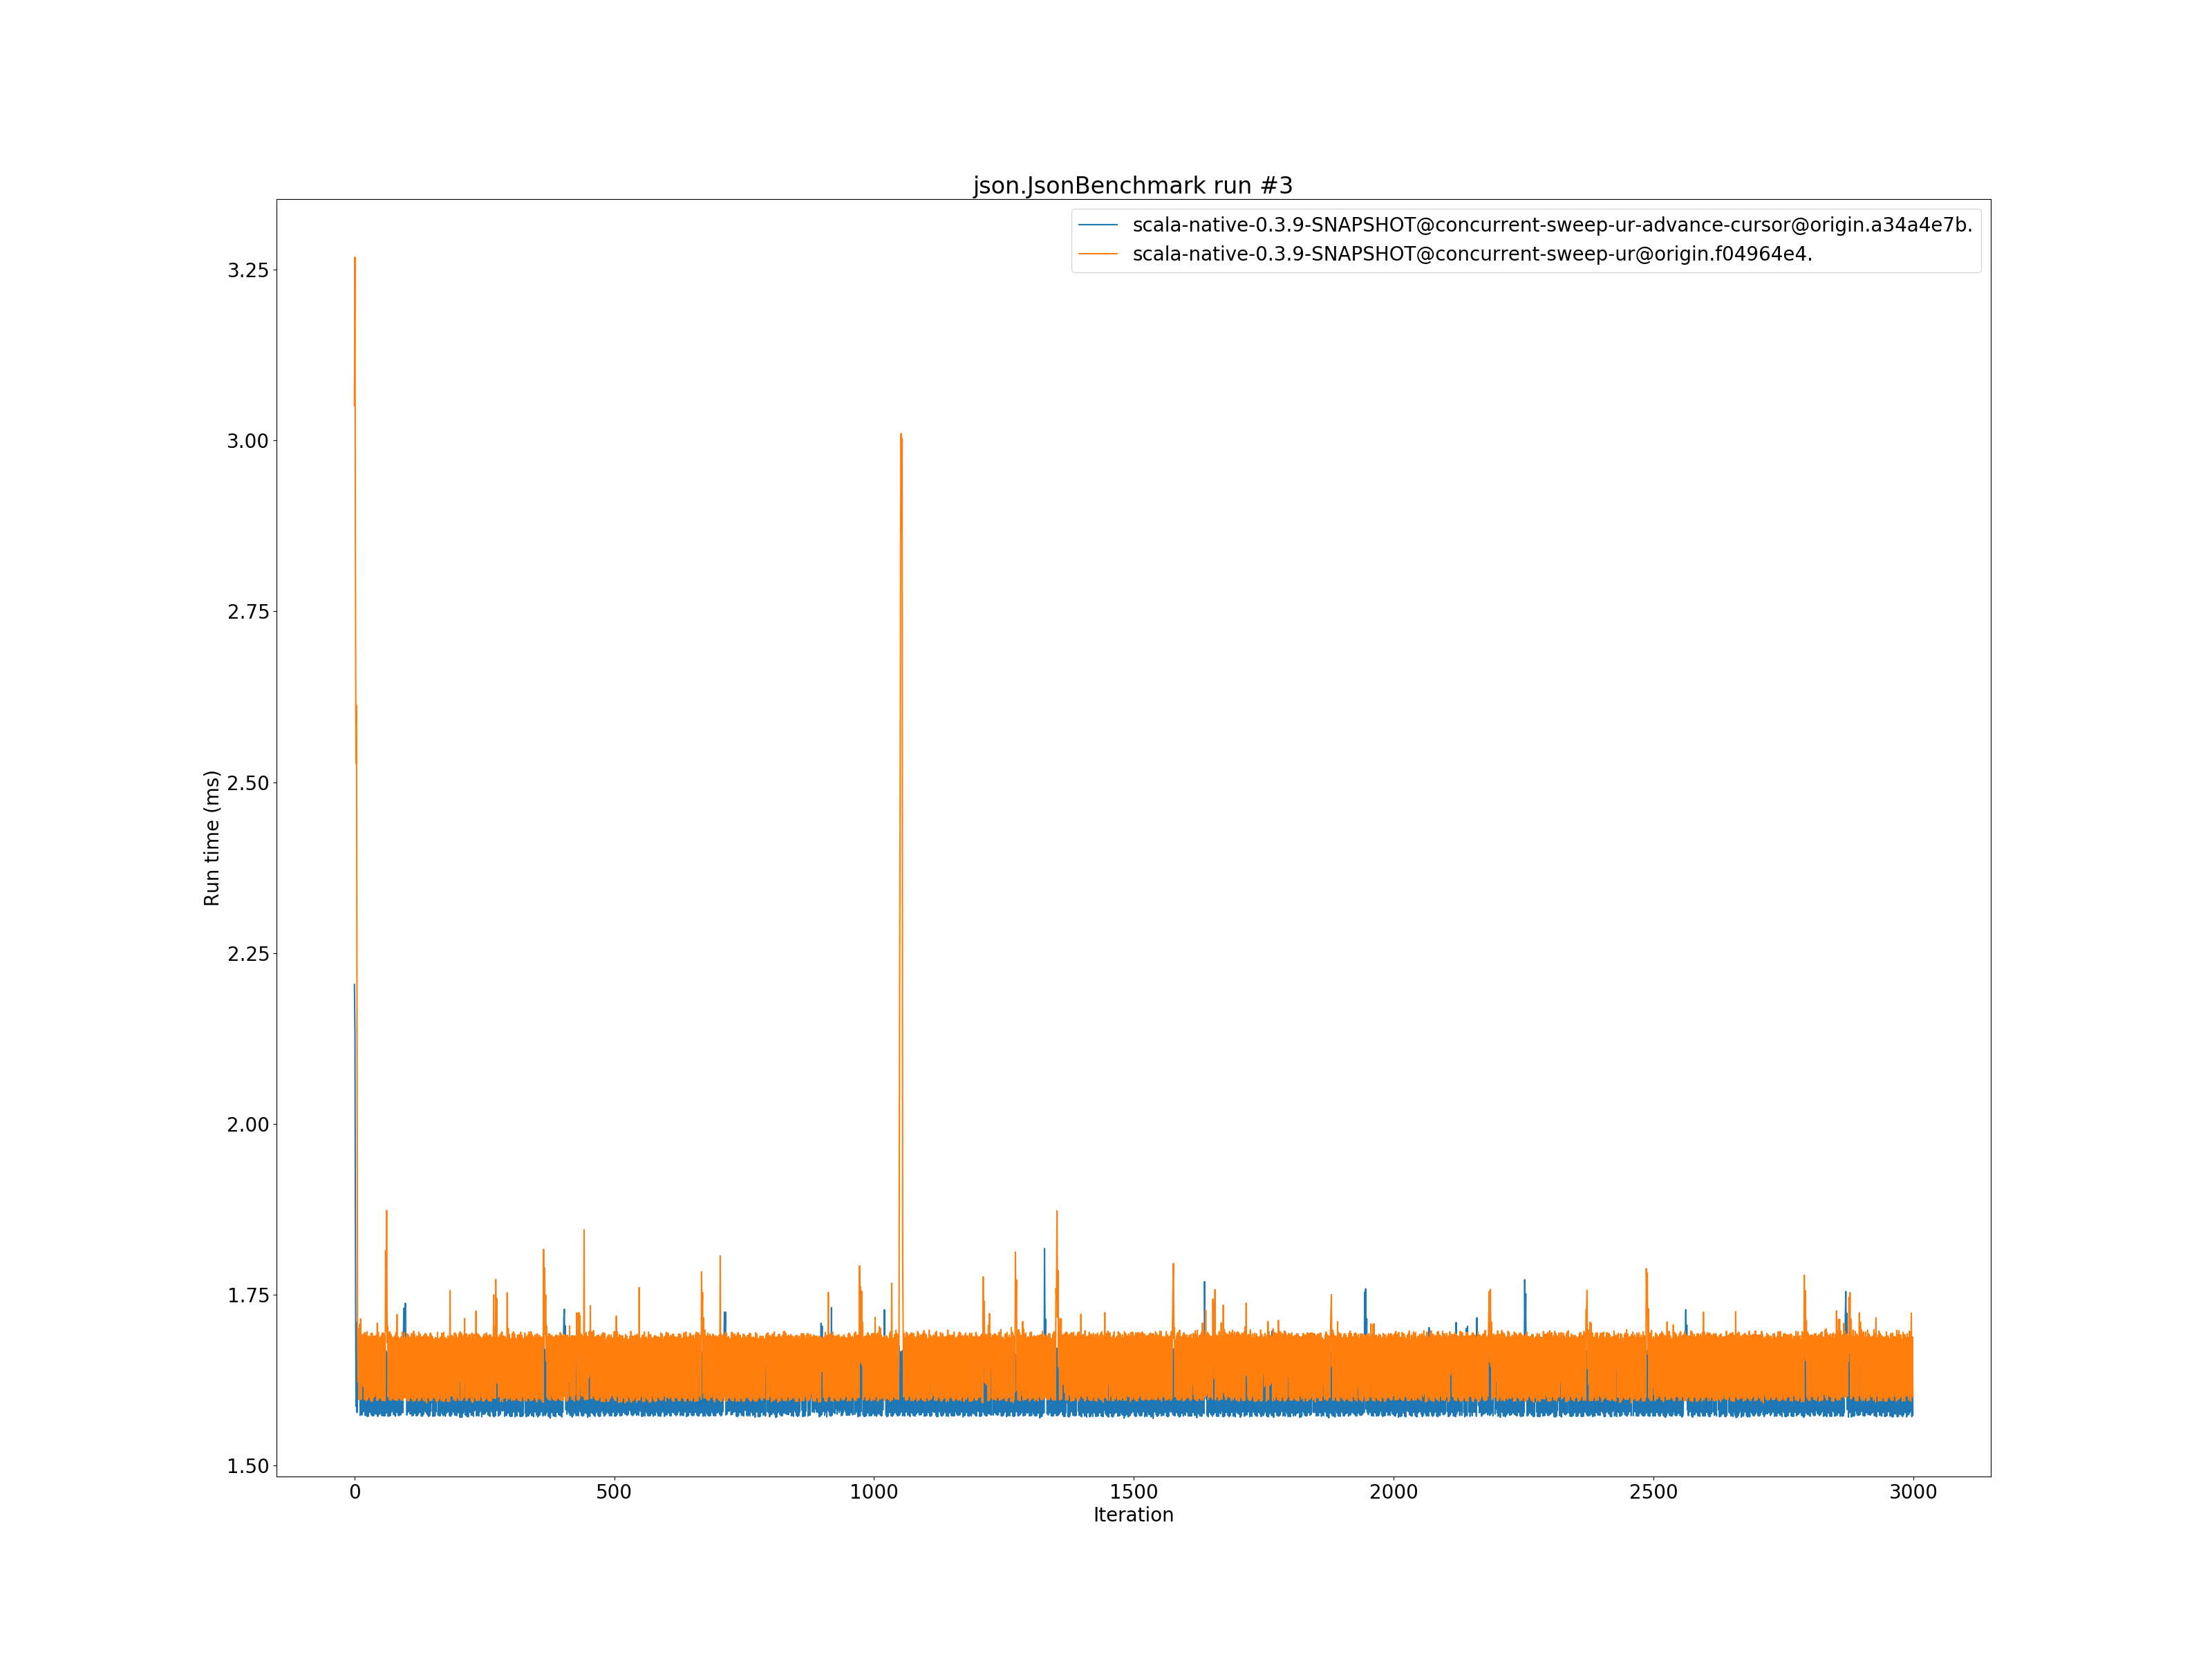 json.JsonBenchmark run #3
scala-native-0.3.9-SNAPSHOT@concurrent-sweep-ur-advance-cursor@origin.a34a4e7b.
scala-native-0.3.9-SNAPSHOT@concurrent-sweep-ur@origin.f04964e4.
3.25
3.00
2.75
2.50
2.25
2.00
1.75
1.50
Run time (ms)
0 500 1000 1500 2000 2500 3000
Iteration